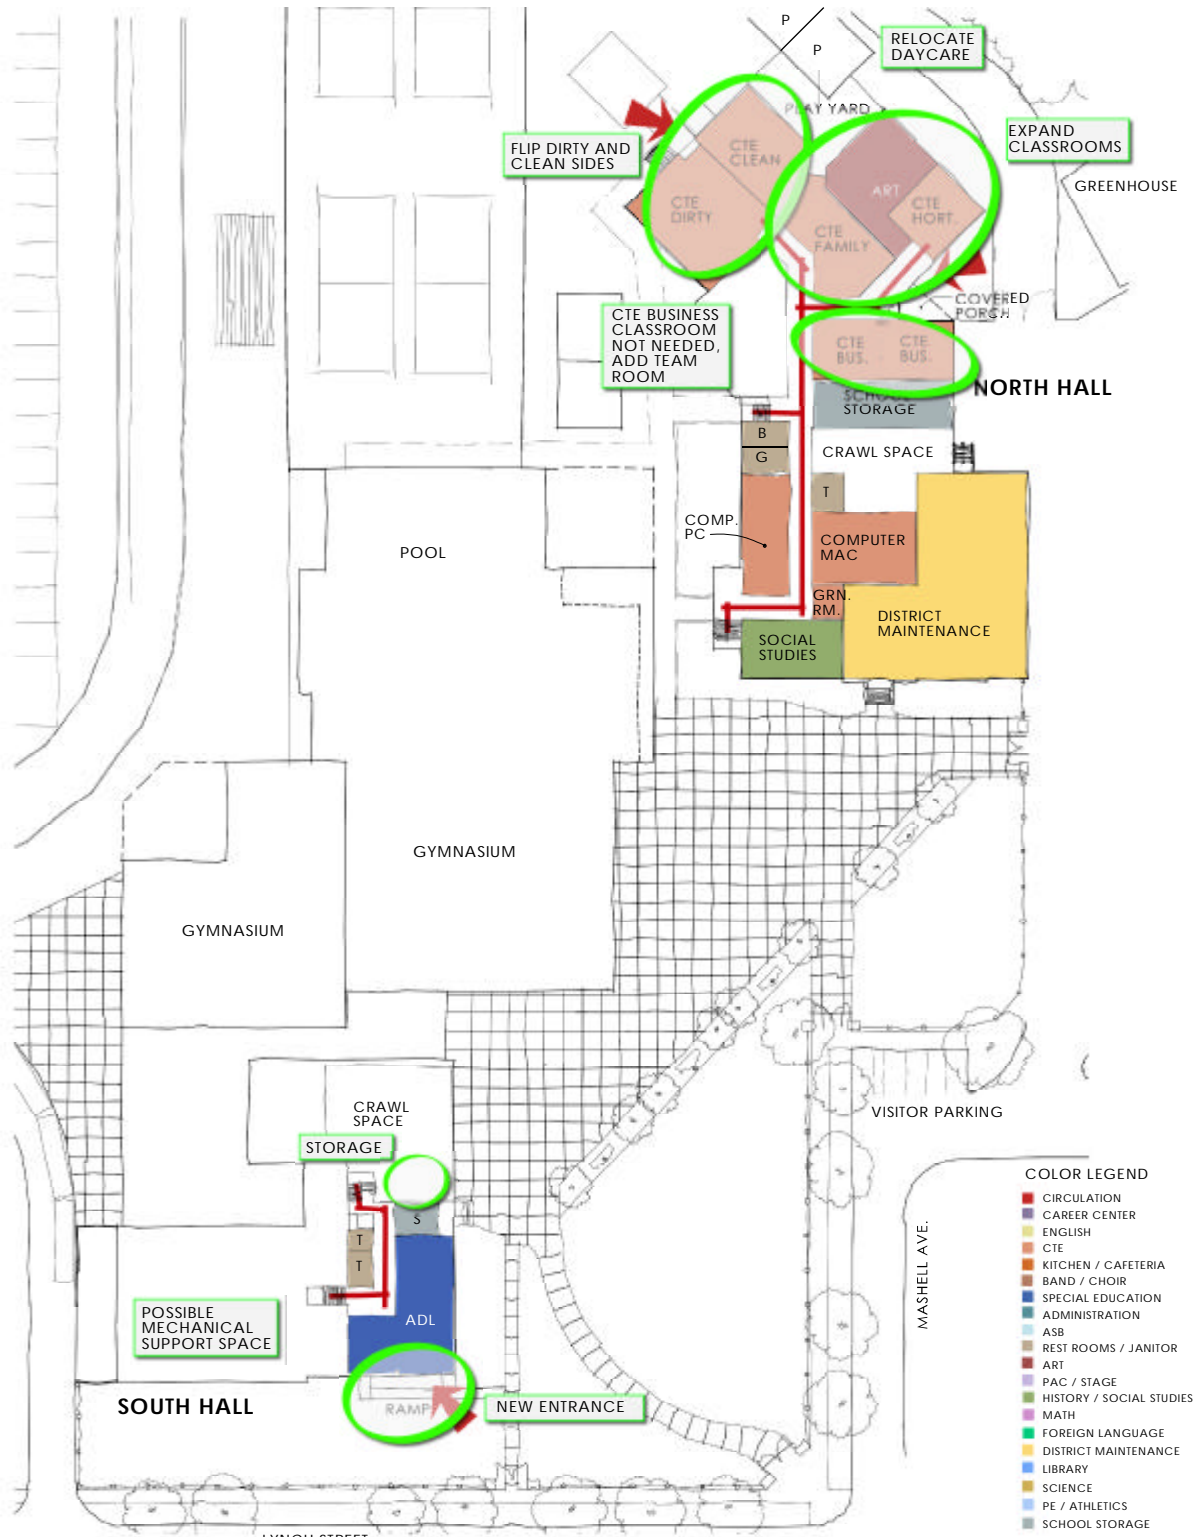 P
P
RELOCATE
DAYCARE
PLAY YARD
EXPAND
CLASSROOMS
FLIP DIRTY AND
CLEAN SIDES
CTE
CLEAN
GREENHOUSE
ART
CTE
DIRTY
CTE
HORT.
CTE
FAMILY
COVERED
PORCH
CTE BUSINESS
CLASSROOM
NOT NEEDED,
ADD TEAM
ROOM
CTE
BUS.
CTE
BUS.
NORTH HALL
SCHOOL
STORAGE
B
G
CRAWL SPACE
T
COMP.
PC
COMPUTER
MAC
POOL
GRN.
RM.
DISTRICT
MAINTENANCE
SOCIAL
STUDIES
GYMNASIUM
GYMNASIUM
CRAWL
SPACE
VISITOR PARKING
STORAGE
S
T
T
ADL
POSSIBLE
MECHANICAL
SUPPORT SPACE
MASHELL AVE.
SOUTH HALL
RAMP
NEW ENTRANCE
LYNCH STREET
COLOR LEGEND
CIRCULATION
CAREER CENTER
ENGLISH
CTE
KITCHEN / CAFETERIA
BAND / CHOIR
SPECIAL EDUCATION
ADMINISTRATION
ASB
REST ROOMS / JANITOR
ART
PAC / STAGE
HISTORY / SOCIAL STUDIES
MATH
FOREIGN LANGUAGE
DISTRICT MAINTENANCE
LIBRARY
SCIENCE
PE / ATHLETICS
SCHOOL STORAGE